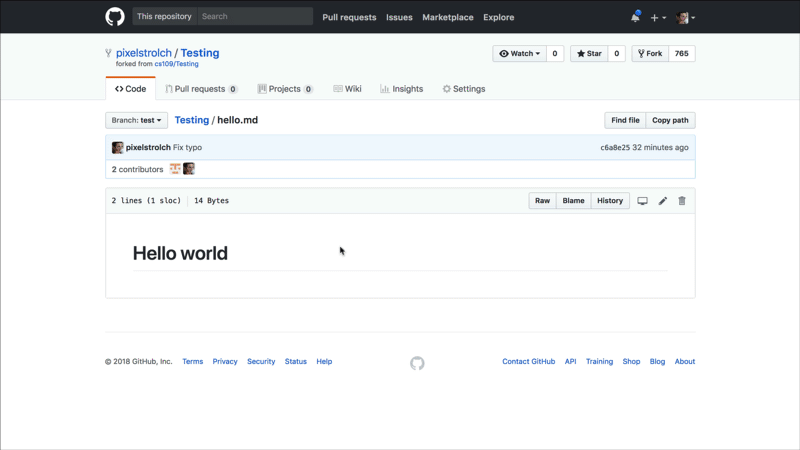 This repository Search Pull requests Issues Marketplace Explore
pixelstrolch / Testing
forked from cs109/Testing
Watch 0 Star 0 Fork 765
Code Pull requests 0 Projects 0 Wiki Insights Settings
Branch: test Testing / hello.md Find file Copy path
pixelstrolch Fix typo c6a8e25 32 minutes ago
2 contributors
2 lines (1 sloc) 14 Bytes Raw Blame History
Hello world
© 2018 GitHub, Inc. Terms Privacy Security Status Help Contact GitHub API Training Shop Blog About